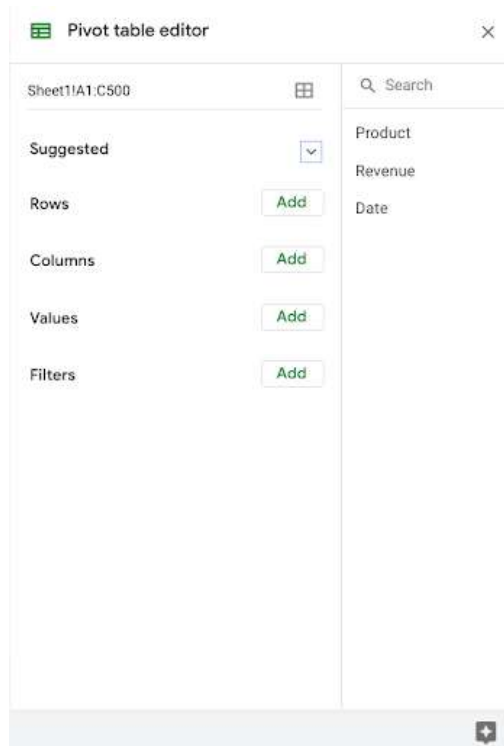 Pivot table editor
Sheet1!A1:C500
Suggested
Rows
Add
Columns
Add
Values
Add
Filters
Add
Search
Product
Revenue
Date